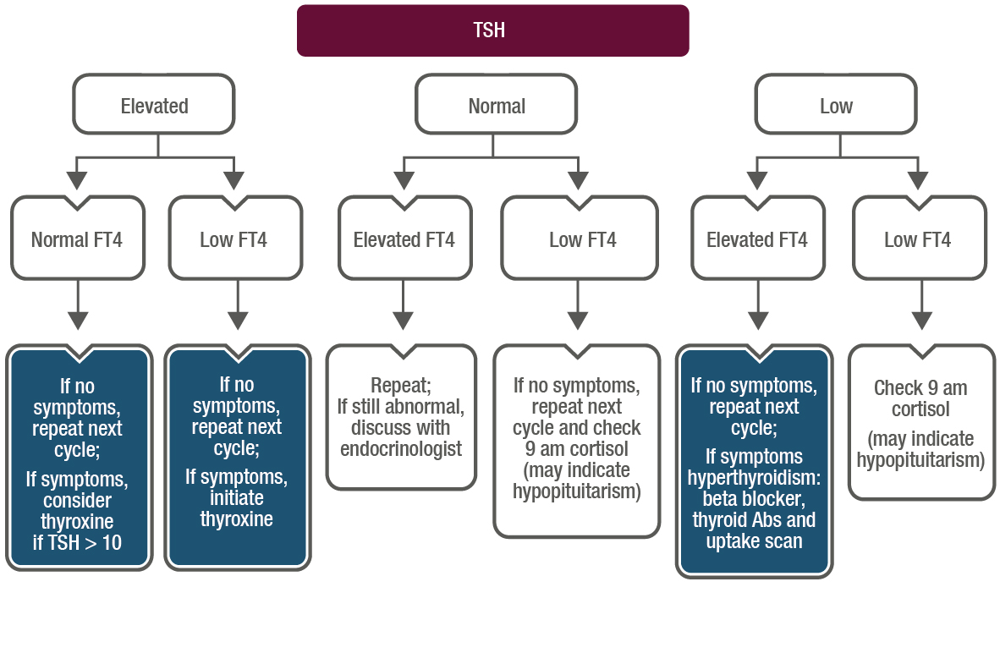 TSH
Elevated
Normal
Low
Normal FT4
Low FT4
Elevated FT4
Low FT4
Elevated FT4
Low FT4
If no
symptoms,
repeat next
cycle;
If symptoms,
consider
thyroxine
if TSH > 10
If no
symptoms,
repeat next
cycle;
If symptoms,
initiate
thyroxine
Repeat;
If still abnormal,
discuss with
endocrinologist
If no symptoms,
repeat next
cycle and check
9 am cortisol
(may indicate
hypopituitarism)
If no symptoms,
repeat next
cycle;
If symptoms
hyperthyroidism:
beta blocker,
thyroid Abs and
uptake scan
Check 9 am
cortisol
(may indicate
hypopituitarism)